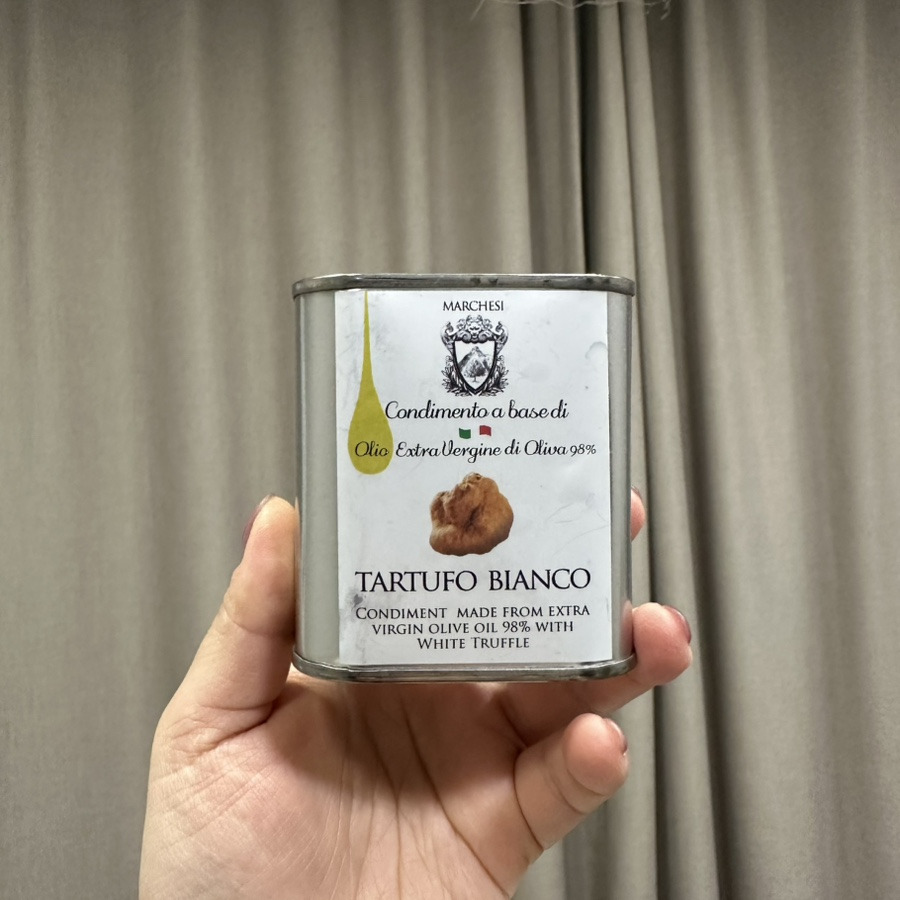 MARCHESI
Condimento a base di
Olio Extra Vergine di Oliva 98%
TARTUFO BIANCO
CONDIMENT MADE FROM EXTRA
VIRGIN OLIVE OIL 98% WITH
WHITE TRUFFLE